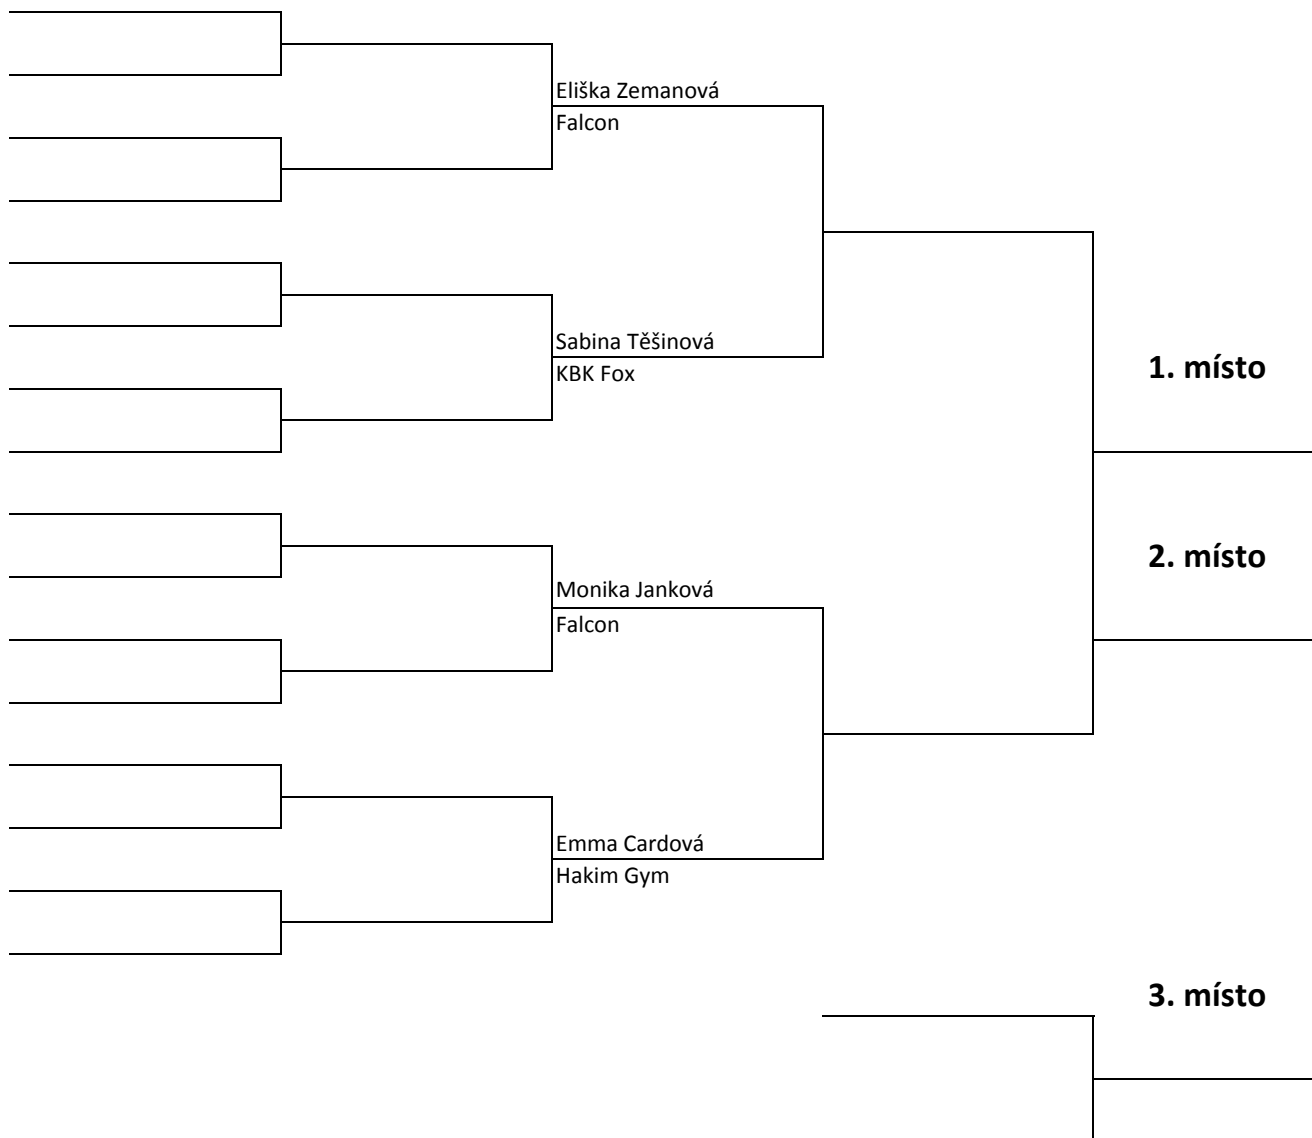 Eliška Zemanová
Falcon
Sabina Těšinová
KBK Fox
1. místo
2. místo
Monika Janková
Falcon
Emma Cardová
Hakim Gym
3. místo